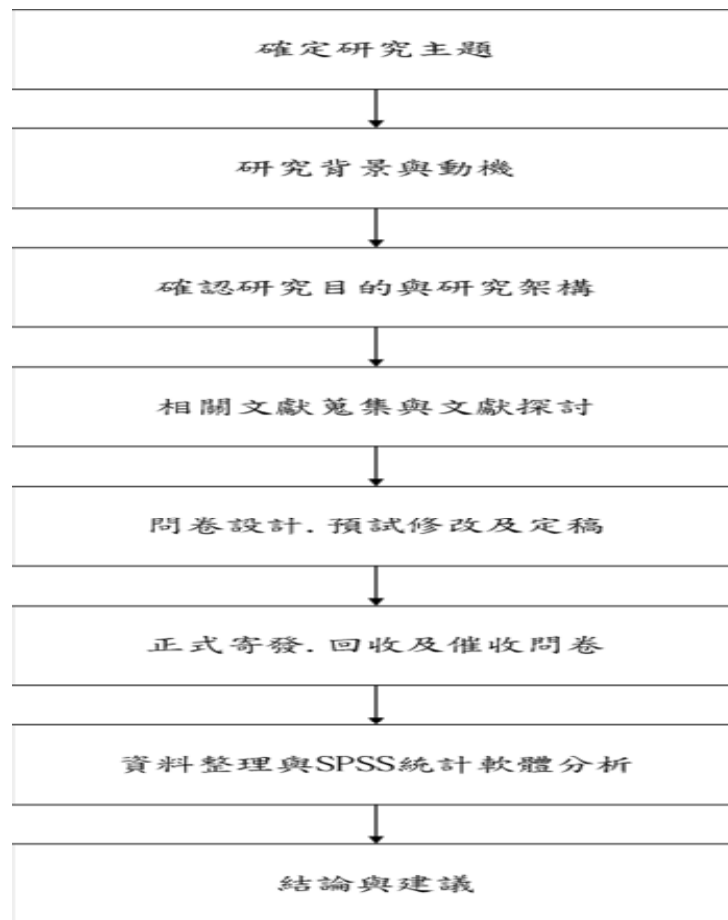 確定研究主題
研究背景與動機
確認研究目的與研究架構
相關文獻蒐集與文獻探討
問卷設計.預試修改及定稿
正式寄發.回收及催收問卷
資料整理與SPSS統計軟體分析
結論與建議